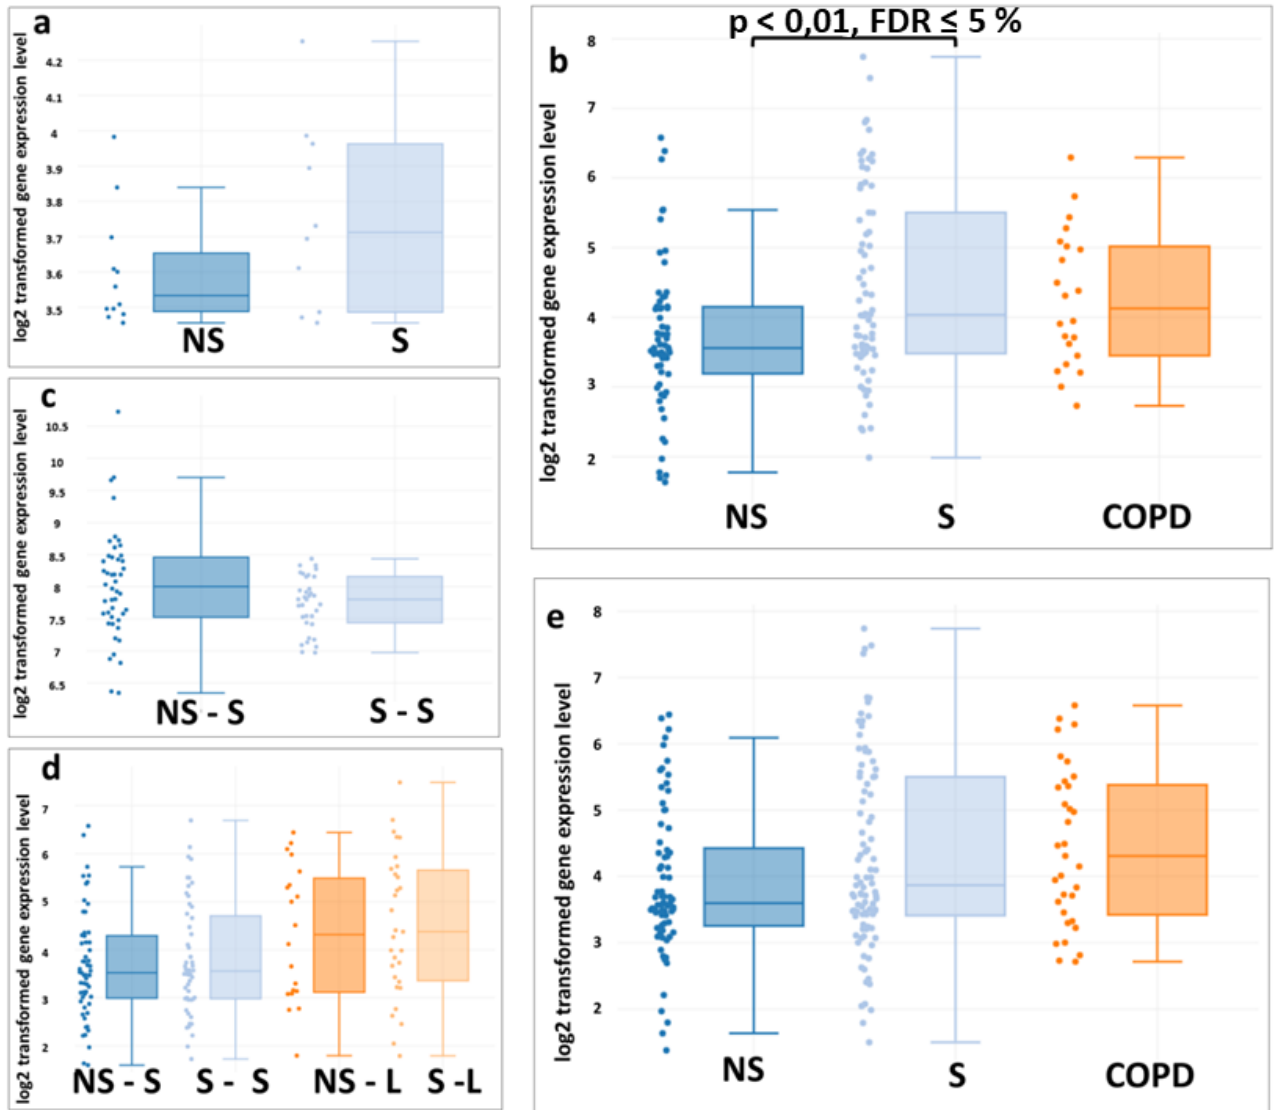 a
log2 transformed gene expression level
4.2
4.1
4
3.9
3.8
3.7
3.6
3.5
NS S
b
p < 0,01, FDR ≤ 5 %
log2 transformed gene expression level
8
7
6
5
4
3
2
NS S COPD
c
log2 transformed gene expression level
10.5
10
9.5
9
8.5
8
7.5
7
6.5
NS - S S - S
d
log2 transformed gene expression level
7
6
5
4
3
2
NS - S S - S NS - L S -L
e
log2 transformed gene expression level
8
7
6
5
4
3
2
NS S COPD